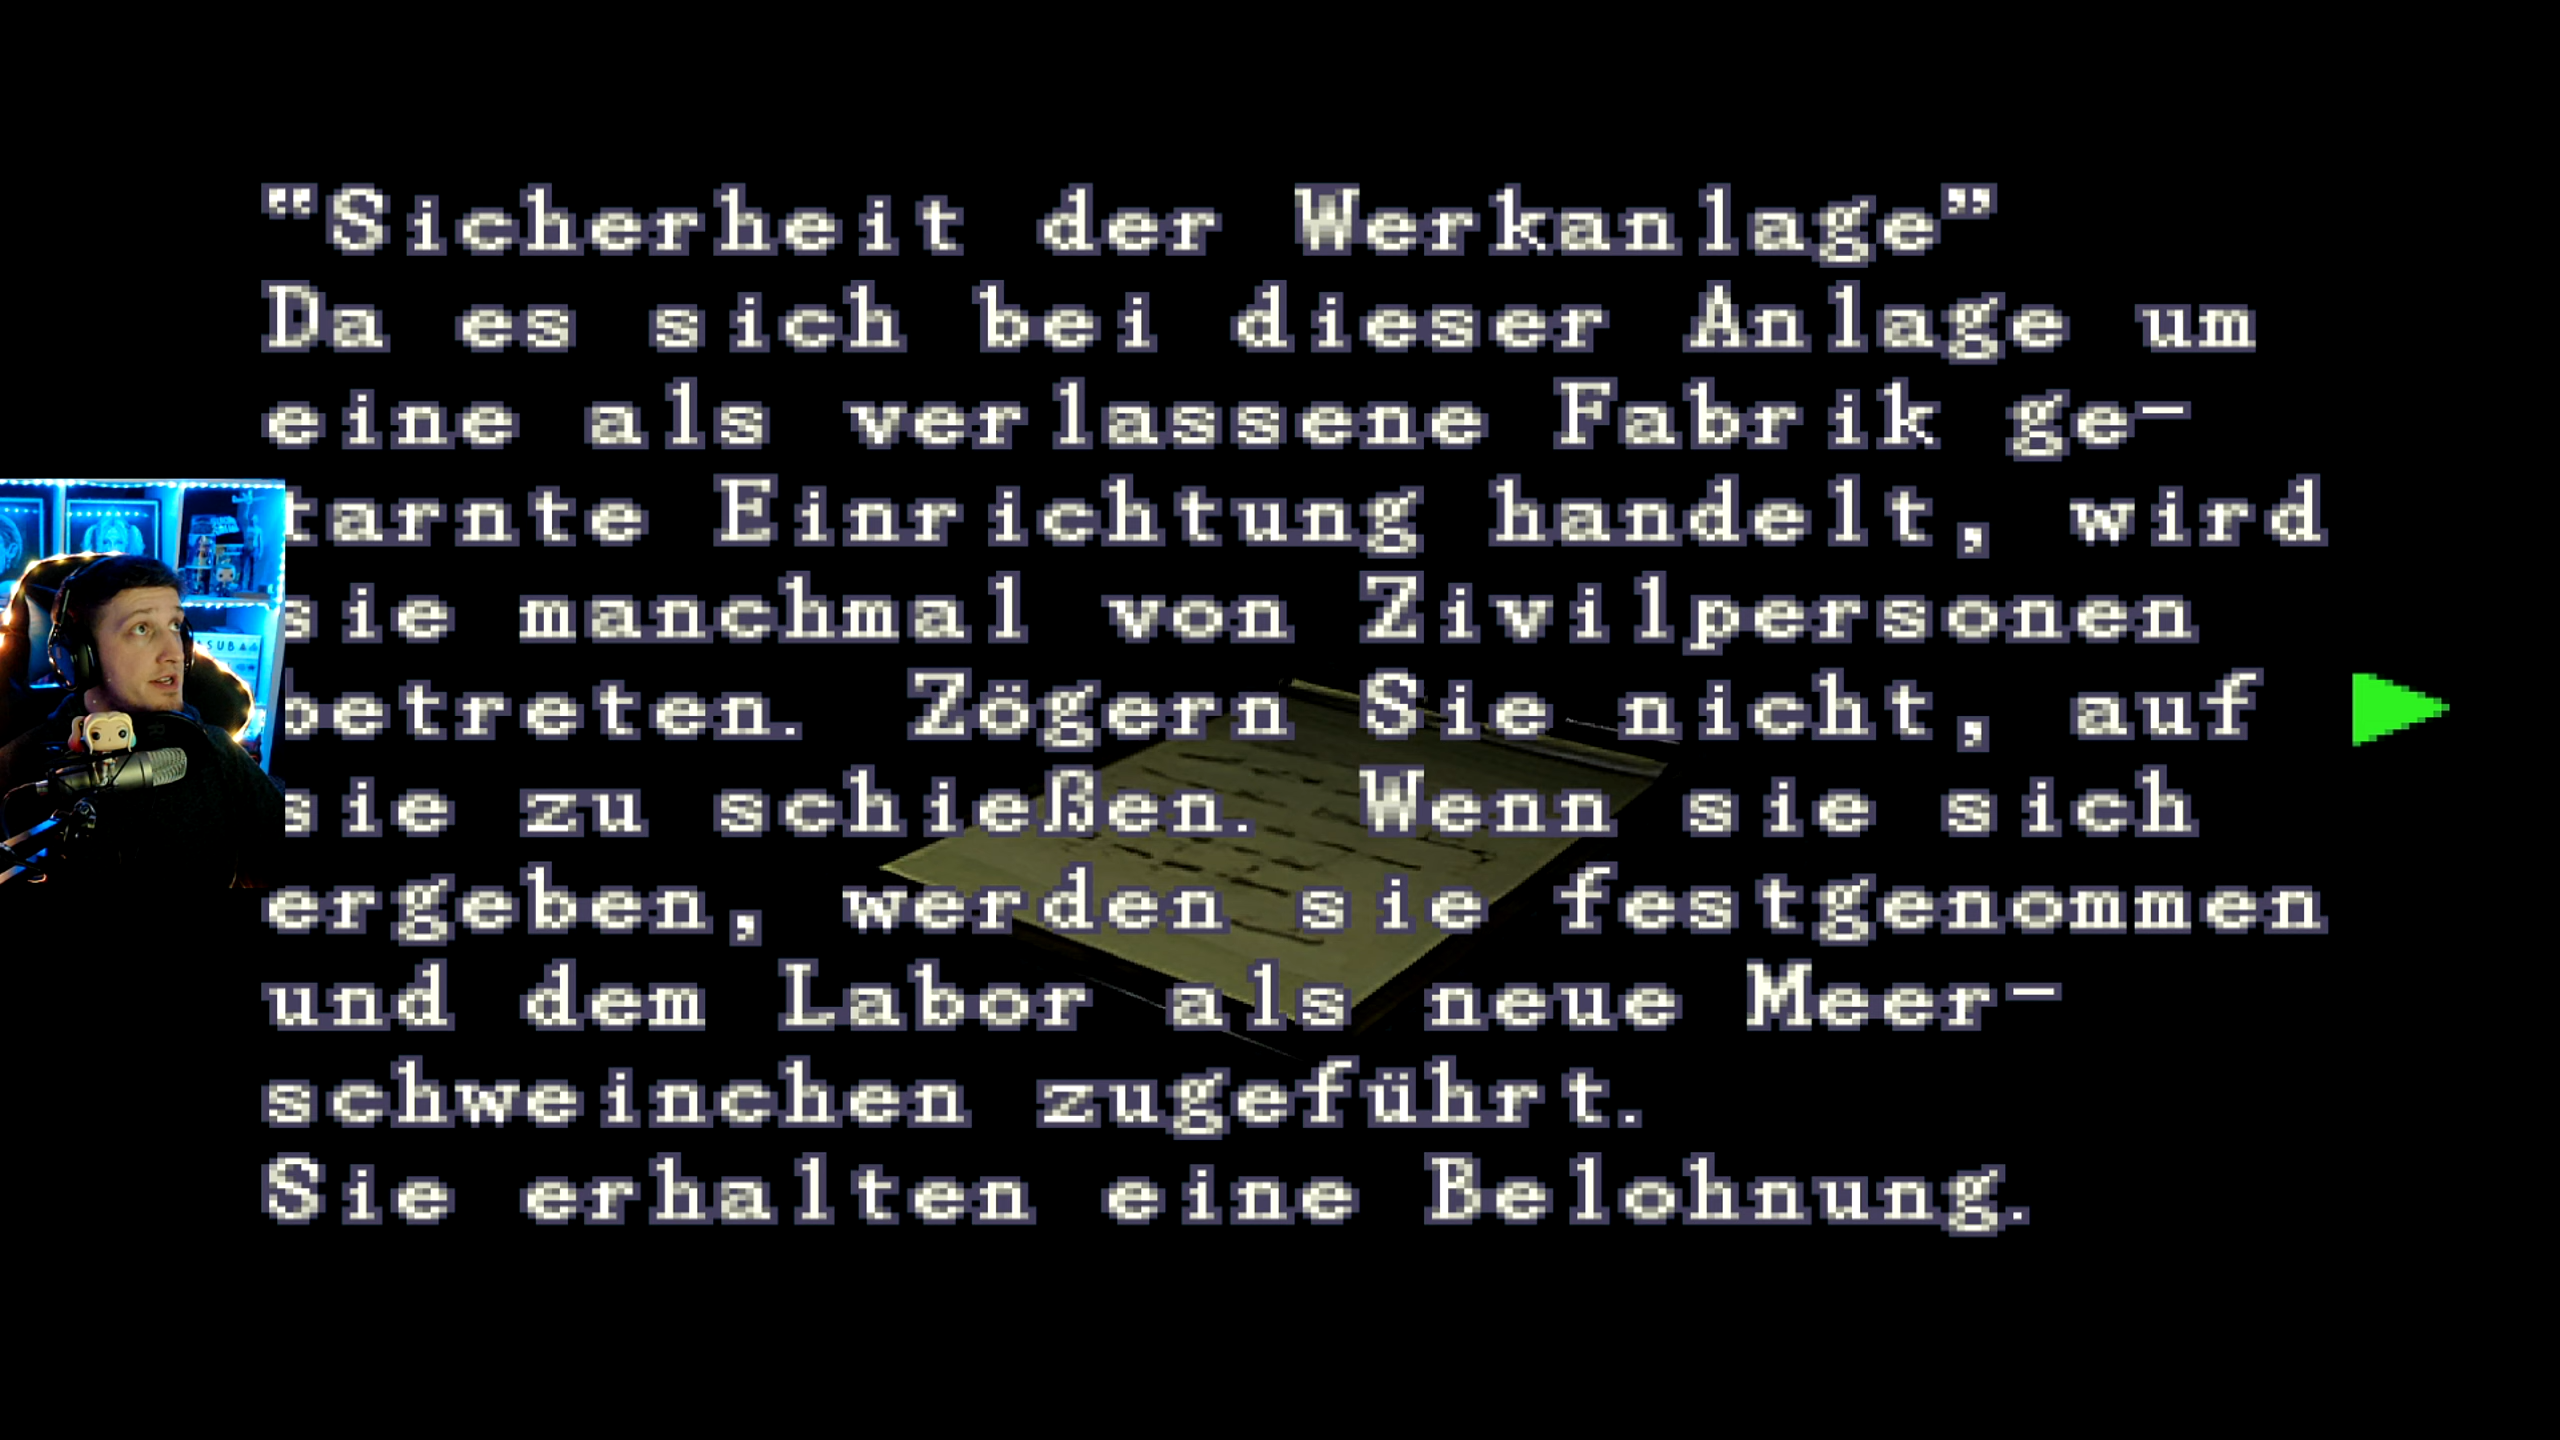 "Sicherheit der Werkanlage"
Da es sich bei dieser Anlage um
eine als verlassene Fabrik ge-
tarnte Einrichtung handelt, wird
sie manchmal von Zivilpersonen
betreten. Zögern Sie nicht, auf
sie zu schießen. Wenn sie sich
ergeben, werden sie festgenommen
und dem Labor als neue Meer-
schweinchen zugeführt.
Sie erhalten eine Belohnung.
SUB